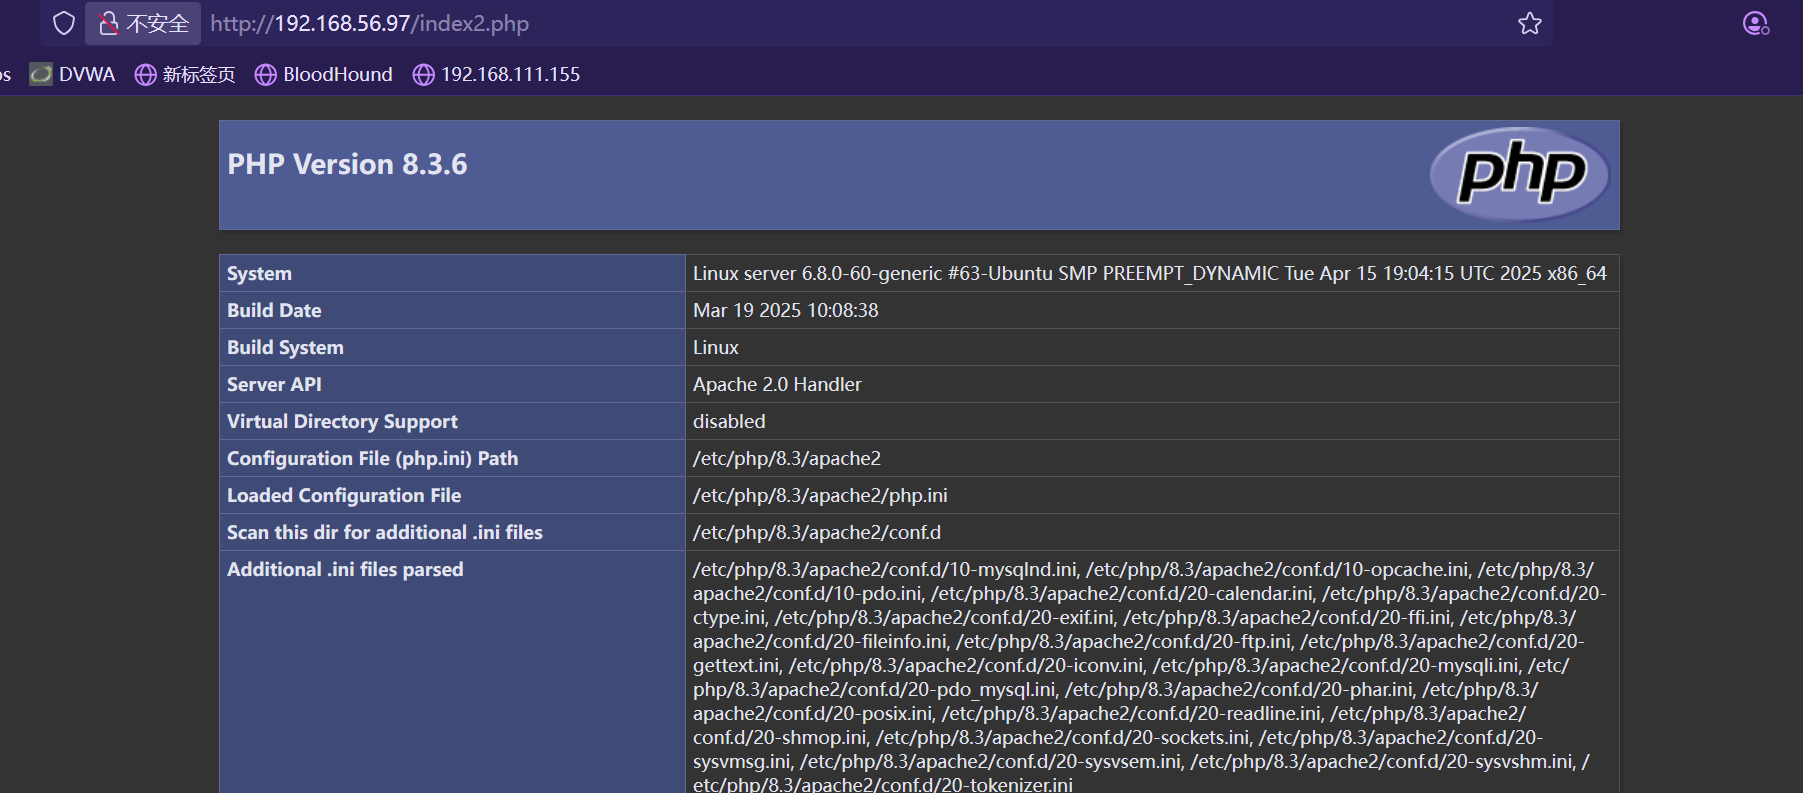 不安全 http://192.168.56.97/index2.php
os DVWA 新标签页 BloodHound 192.168.111.155
PHP Version 8.3.6
php
System Linux server 6.8.0-60-generic #63-Ubuntu SMP PREEMPT_DYNAMIC Tue Apr 15 19:04:15 UTC 2025 x86_64
Build Date Mar 19 2025 10:08:38
Build System Linux
Server API Apache 2.0 Handler
Virtual Directory Support disabled
Configuration File (php.ini) Path /etc/php/8.3/apache2
Loaded Configuration File /etc/php/8.3/apache2/php.ini
Scan this dir for additional .ini files /etc/php/8.3/apache2/conf.d
Additional .ini files parsed /etc/php/8.3/apache2/conf.d/10-mysqlnd.ini, /etc/php/8.3/apache2/conf.d/10-opcache.ini, /etc/php/8.3/
apache2/conf.d/10-pdo.ini, /etc/php/8.3/apache2/conf.d/20-calendar.ini, /etc/php/8.3/apache2/conf.d/20-
ctype.ini, /etc/php/8.3/apache2/conf.d/20-exif.ini, /etc/php/8.3/apache2/conf.d/20-ffi.ini, /etc/php/8.3/
apache2/conf.d/20-fileinfo.ini, /etc/php/8.3/apache2/conf.d/20-ftp.ini, /etc/php/8.3/apache2/conf.d/20-
gettext.ini, /etc/php/8.3/apache2/conf.d/20-iconv.ini, /etc/php/8.3/apache2/conf.d/20-mysqli.ini, /etc/
php/8.3/apache2/conf.d/20-pdo_mysql.ini, /etc/php/8.3/apache2/conf.d/20-phar.ini, /etc/php/8.3/
apache2/conf.d/20-posix.ini, /etc/php/8.3/apache2/conf.d/20-readline.ini, /etc/php/8.3/apache2/
conf.d/20-shmop.ini, /etc/php/8.3/apache2/conf.d/20-sockets.ini, /etc/php/8.3/apache2/conf.d/20-
sysvmsg.ini, /etc/php/8.3/apache2/conf.d/20-sysvsem.ini, /etc/php/8.3/apache2/conf.d/20-sysvshm.ini, /
etc/php/8.3/apache2/conf.d/20-tokenizer.ini